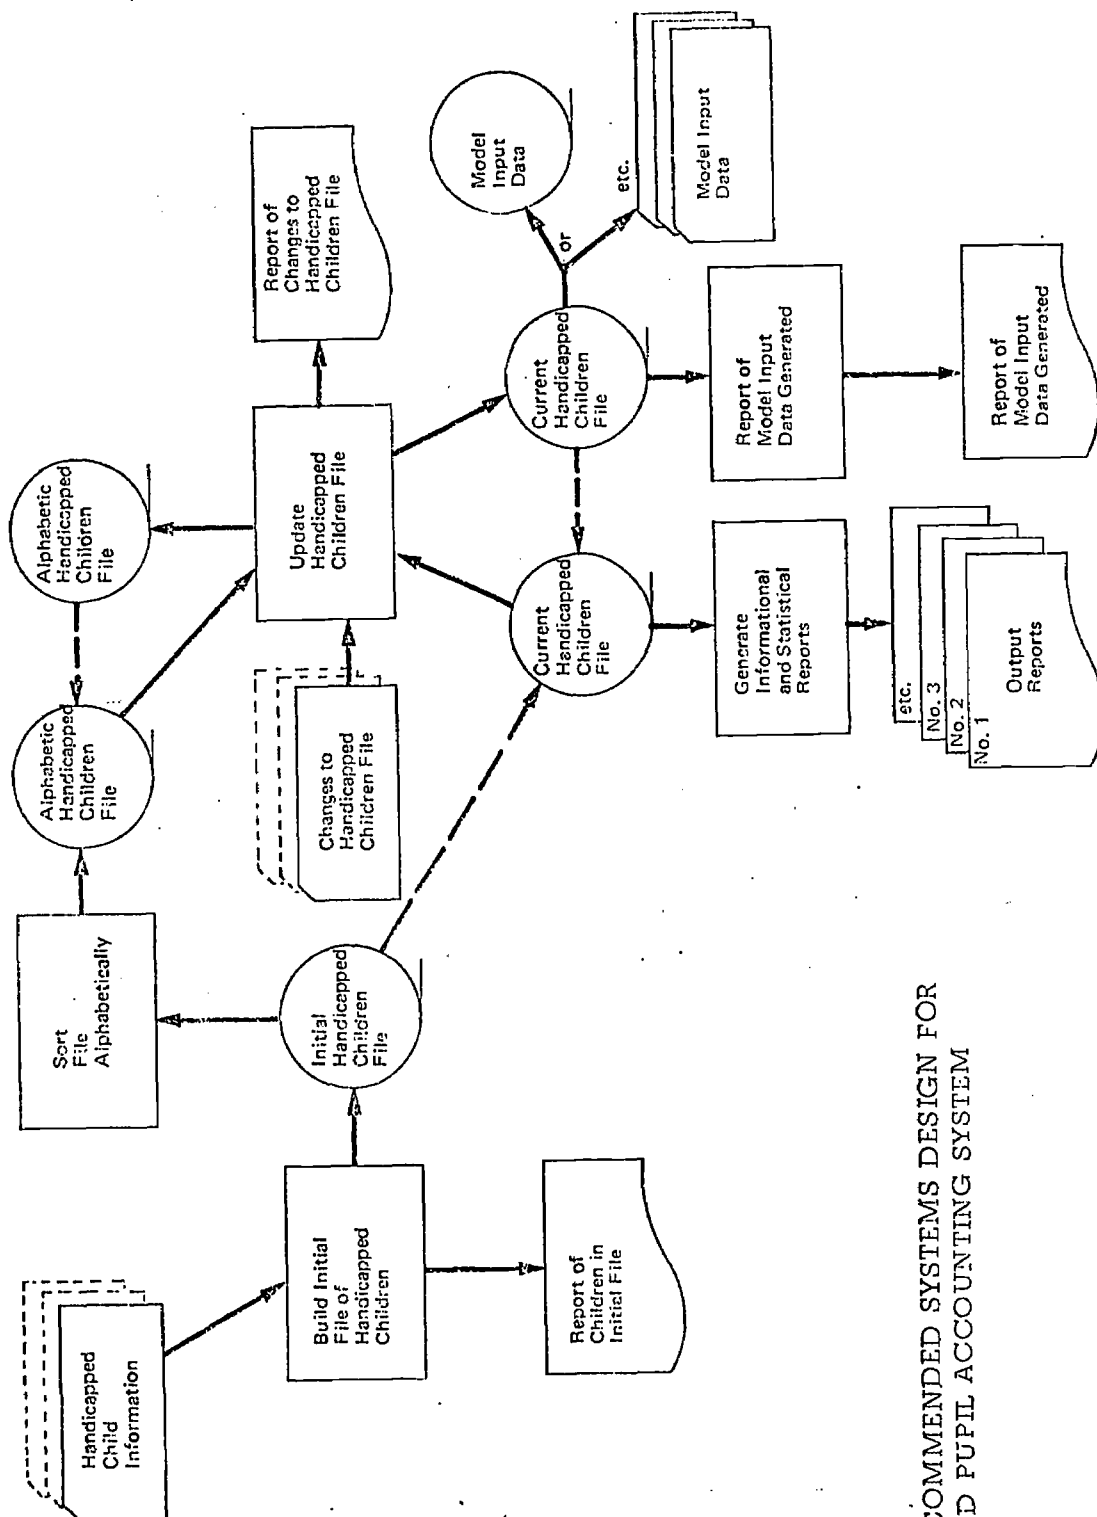 Handicapped
Child
Information
Build Initial
File of
Handicapped
Children
Report of
Children in
Initial File
Initial
Handicapped
Children
File
Sort
File
Alphabetically
Alphabetic
Handicapped
Children
File
Alphabetic
Handicapped
Children
File
Changes to
Handicapped
Children File
Update
Handicapped
Children File
Report of
Changes to
Handicapped
Children File
Current
Handicapped
Children
File
Current
Handicapped
Children
File
or
Model
Input
Data
etc.
Model Input
Data
Generate
Informational
and Statistical
Reports
etc.
No. 3
No. 2
No. 1
Output
Reports
Report of
Model Input
Data Generated
Report of
Model Input
Data Generated
COMMENDED SYSTEMS DESIGN FOR
D PUPIL ACCOUNTING SYSTEM